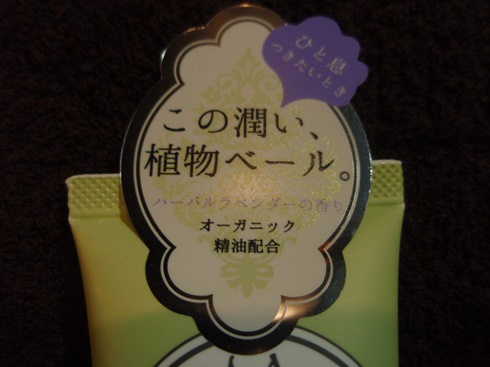 ひと息
つきたいとき
この潤い、
植物ベール。
ハーバルラベンダーの香り
オーガニック
精油配合